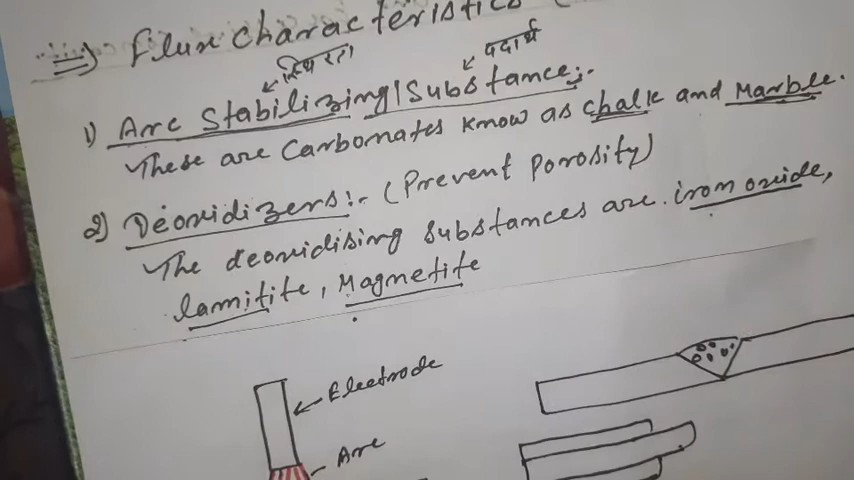 ⇒ Flux Characteristics (
स्थिरता
पदार्थ
1) Arc Stabilizing/Substance:-
These are Carbonates know as chalk and Marble.
2) Deoxidizers:- (Prevent Porosity)
The deoxidising substances are iron oxide,
lamitite, Magnetite
Electrode
Arc